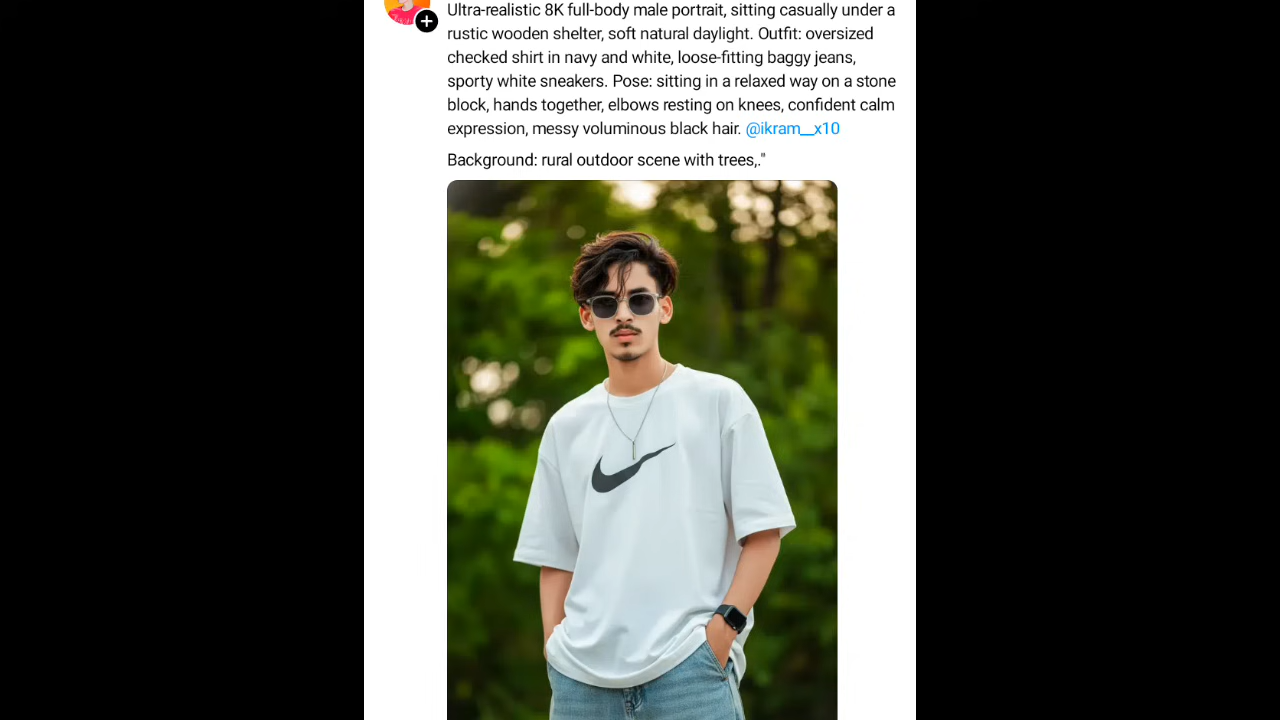 Ultra-realistic 8K full-body male portrait, sitting casually under a
rustic wooden shelter, soft natural daylight. Outfit: oversized
checked shirt in navy and white, loose-fitting baggy jeans,
sporty white sneakers. Pose: sitting in a relaxed way on a stone
block, hands together, elbows resting on knees, confident calm
expression, messy voluminous black hair. @ikram__x10
Background: rural outdoor scene with trees,."